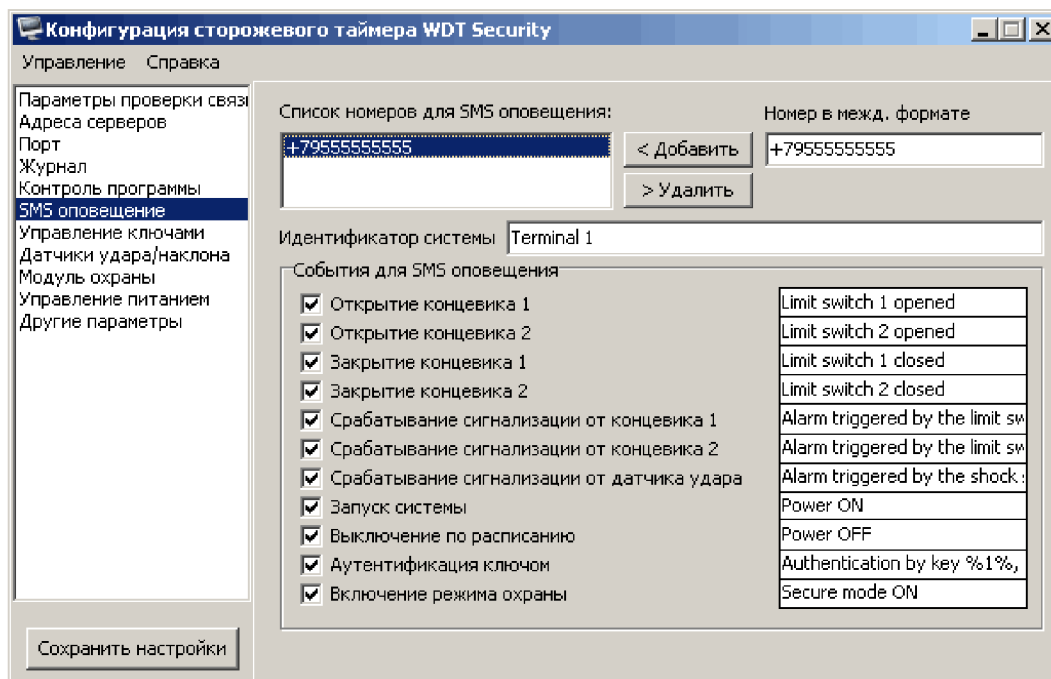 Конфигурация сторожевого таймера WDT Security
Управление Справка
Параметры проверки связи
Адреса серверов
Порт
Журнал
Контроль программы
SMS оповещение
Управление ключами
Датчики удара/наклона
Модуль охраны
Управление питанием
Другие параметры
Сохранить настройки
Список номеров для SMS оповещения:
+79555555555
< Добавить
> Удалить
Номер в межд. формате
+79555555555
Идентификатор системы Terminal 1
События для SMS оповещения
Открытие концевика 1 Limit switch 1 opened
Открытие концевика 2 Limit switch 2 opened
Закрытие концевика 1 Limit switch 1 closed
Закрытие концевика 2 Limit switch 2 closed
Срабатывание сигнализации от концевика 1 Alarm triggered by the limit sw
Срабатывание сигнализации от концевика 2 Alarm triggered by the limit sw
Срабатывание сигнализации от датчика удара Alarm triggered by the shock
Запуск системы Power ON
Выключение по расписанию Power OFF
Аутентификация ключом Authentication by key %1%,
Включение режима охраны Secure mode ON